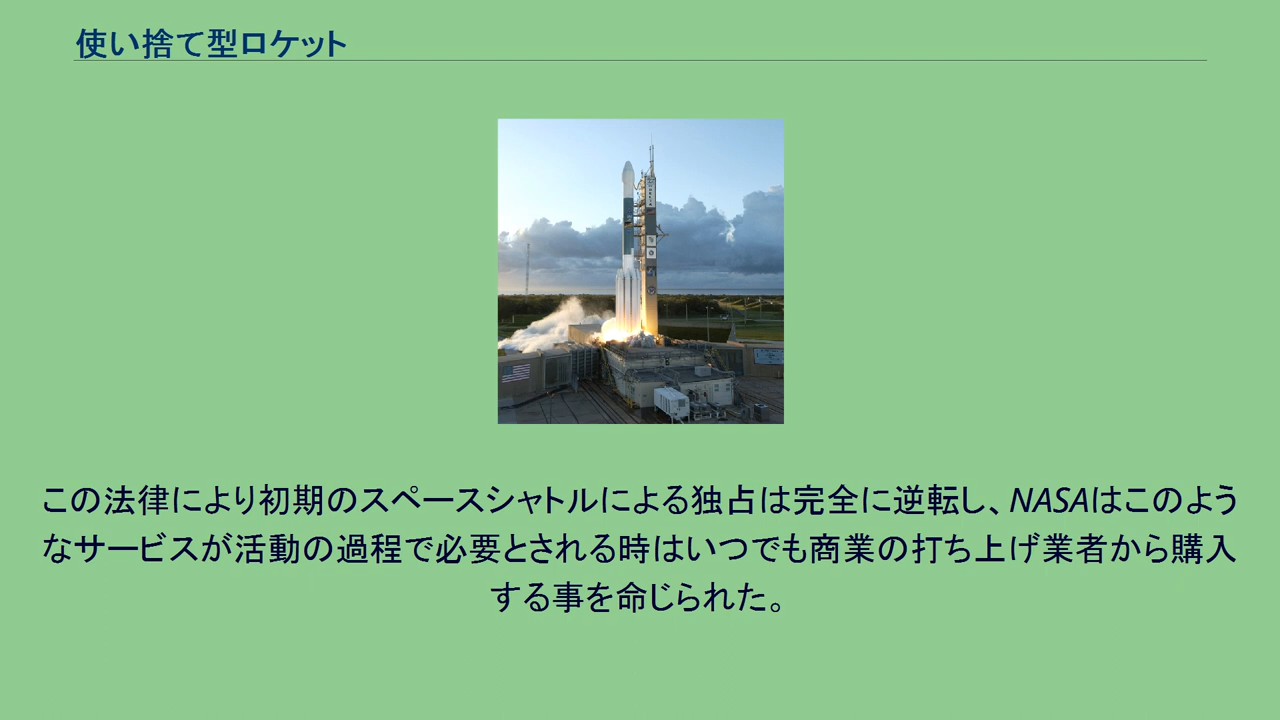 使い捨て型ロケット
この法律により初期のスペースシャトルによる独占は完全に逆転し、NASAはこのよう
なサービスが活動の過程で必要とされる時はいつでも商業の打ち上げ業者から購入
する事を命じられた。